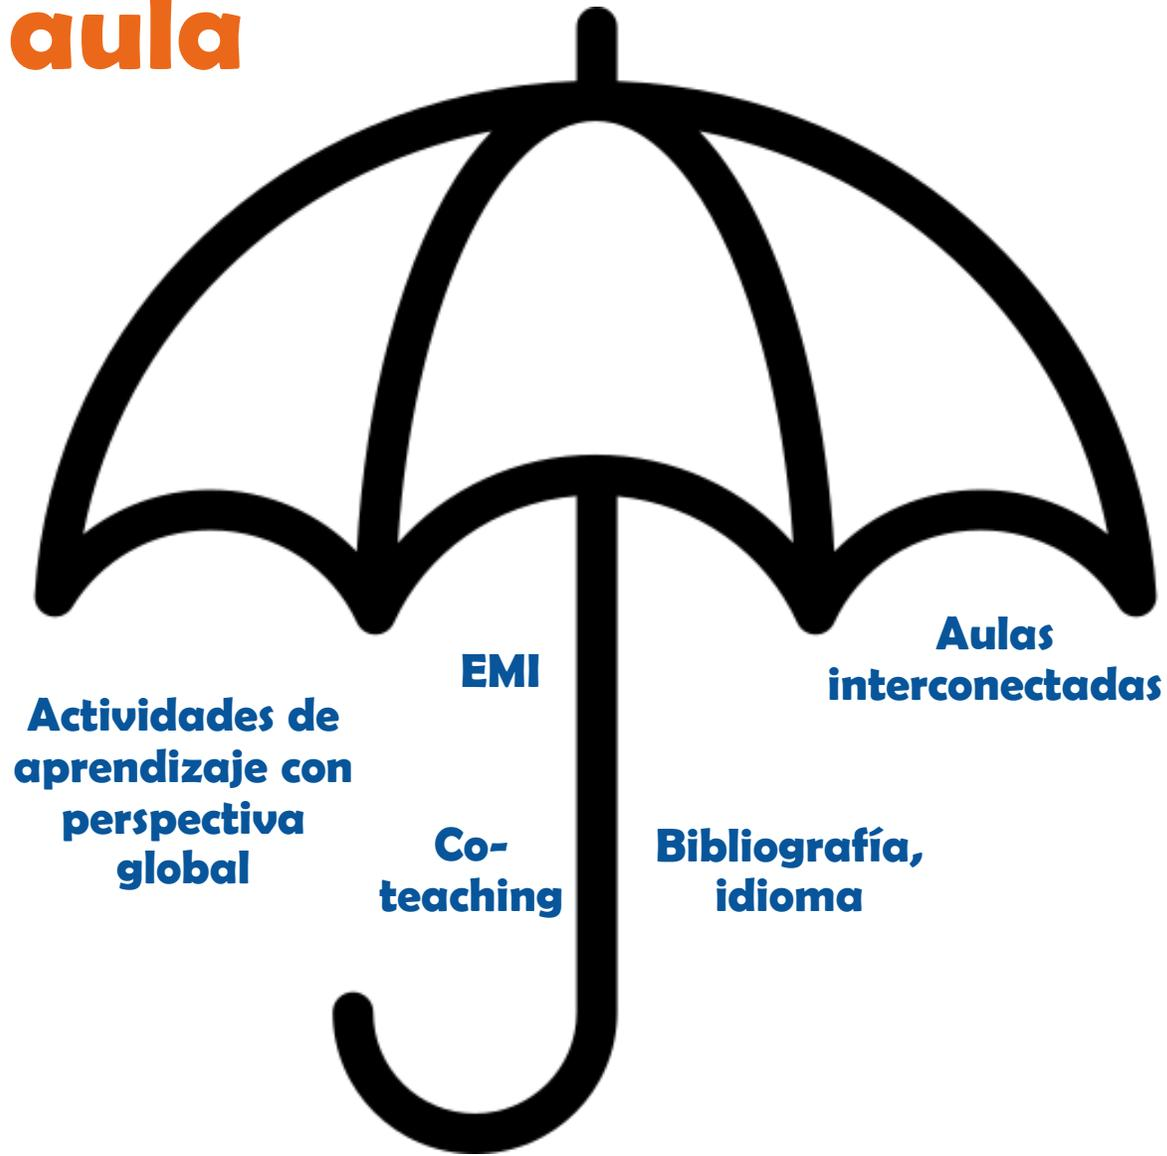 aula
EMI
Aulas
interconectadas
Actividades de
aprendizaje con
perspectiva
global
Co-
teaching
Bibliografía,
idioma